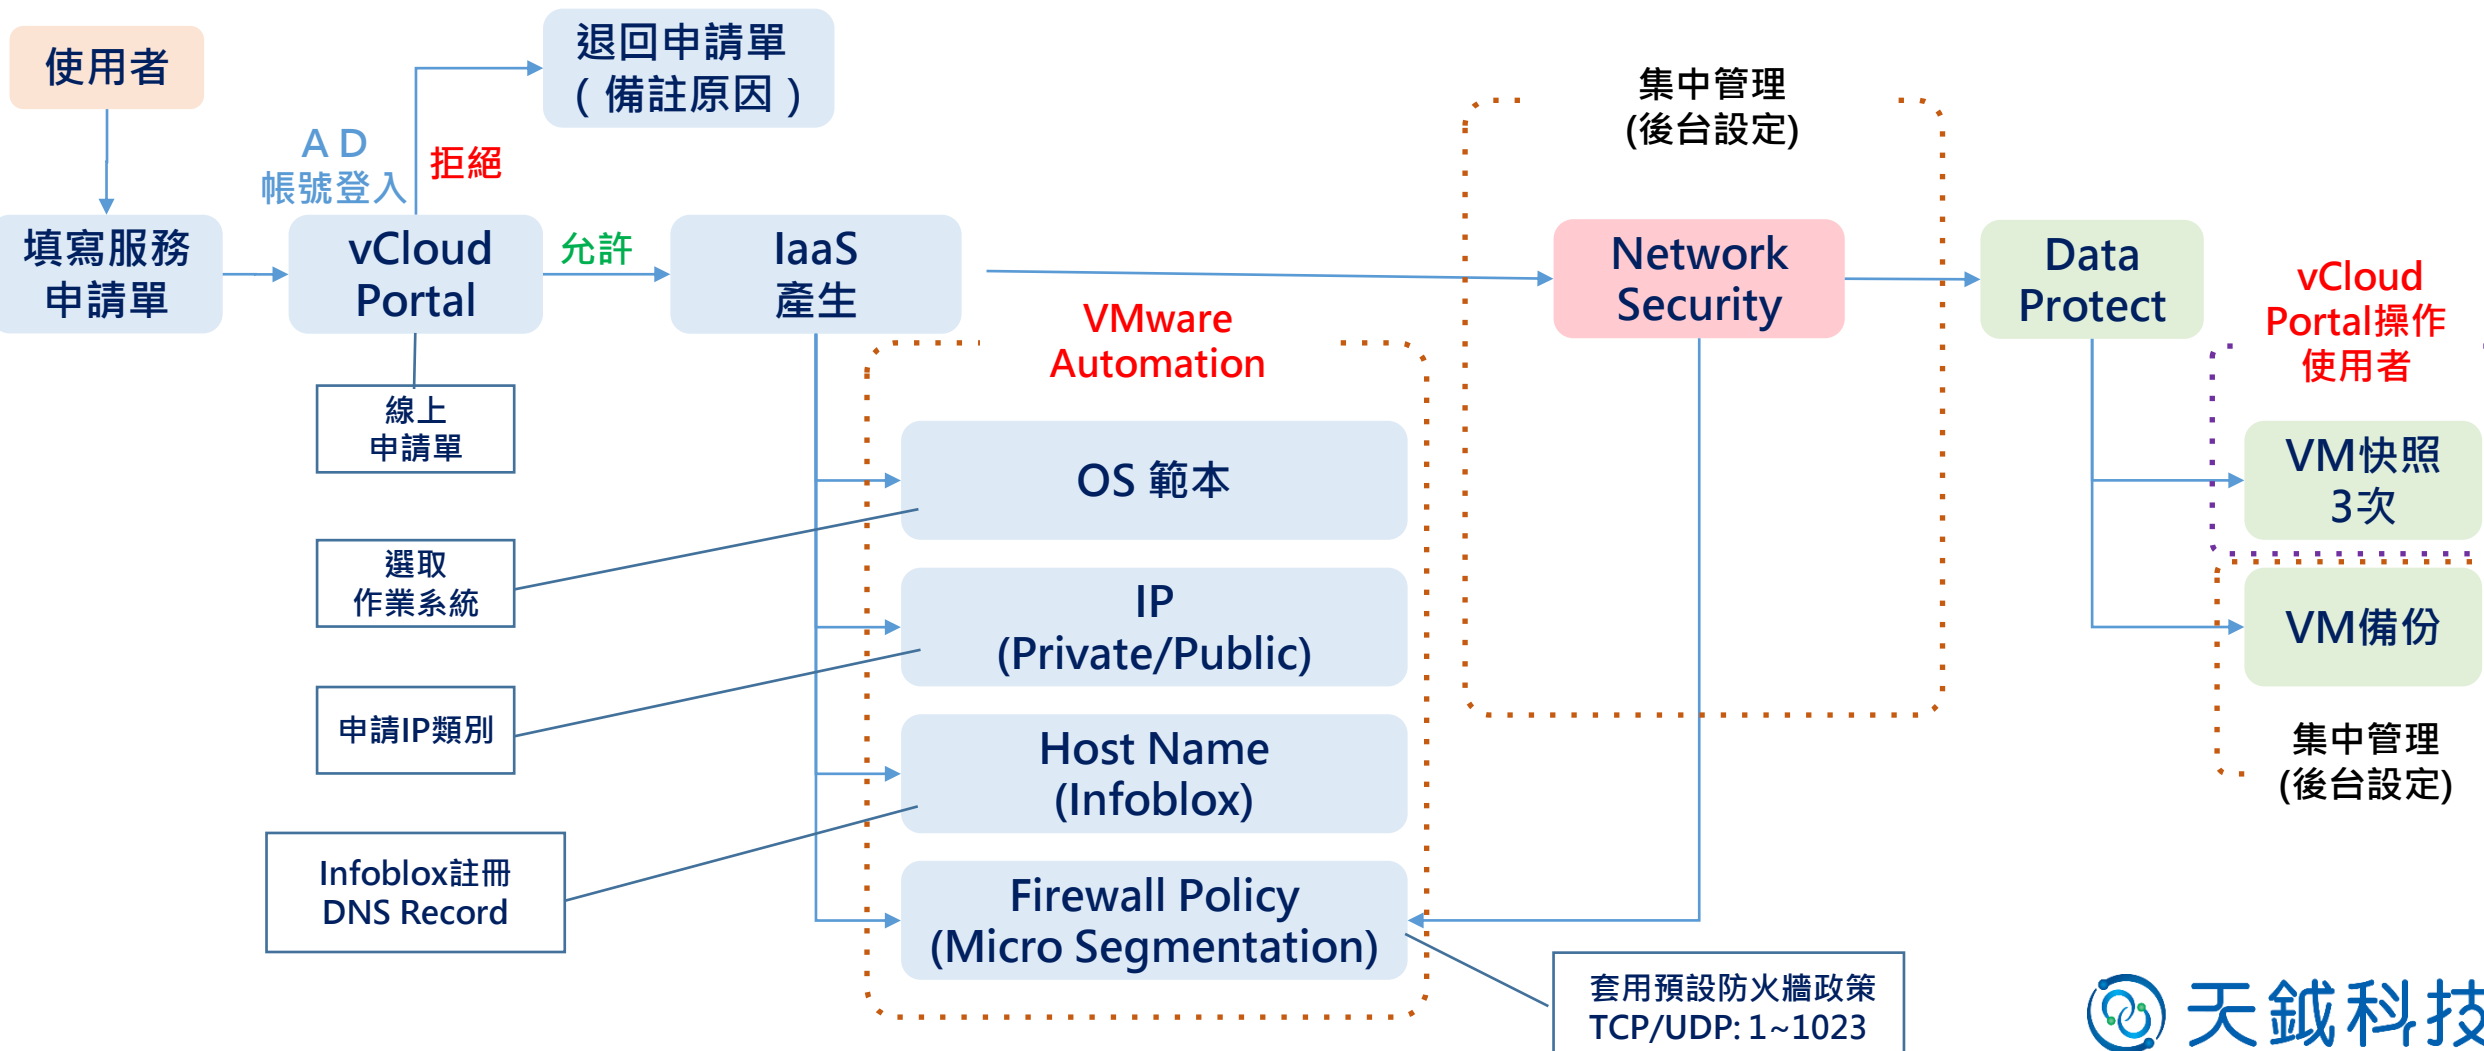 使用者
退回申請單
(備註原因)
集中管理
(後台設定)
ＡＤ
帳號登入
拒絕
填寫服務
申請單
vCloud
Portal
允許
IaaS
產生
Network
Security
Data
Protect
vCloud
Portal操作
使用者
VMware
Automation
線上
申請單
OS 範本
VM快照
3次
選取
作業系統
IP
(Private/Public)
VM備份
申請IP類別
Host Name
(Infoblox)
集中管理
(後台設定)
Infoblox註冊
DNS Record
Firewall Policy
(Micro Segmentation)
套用預設防火牆政策
TCP/UDP: 1~1023
天鉞科技